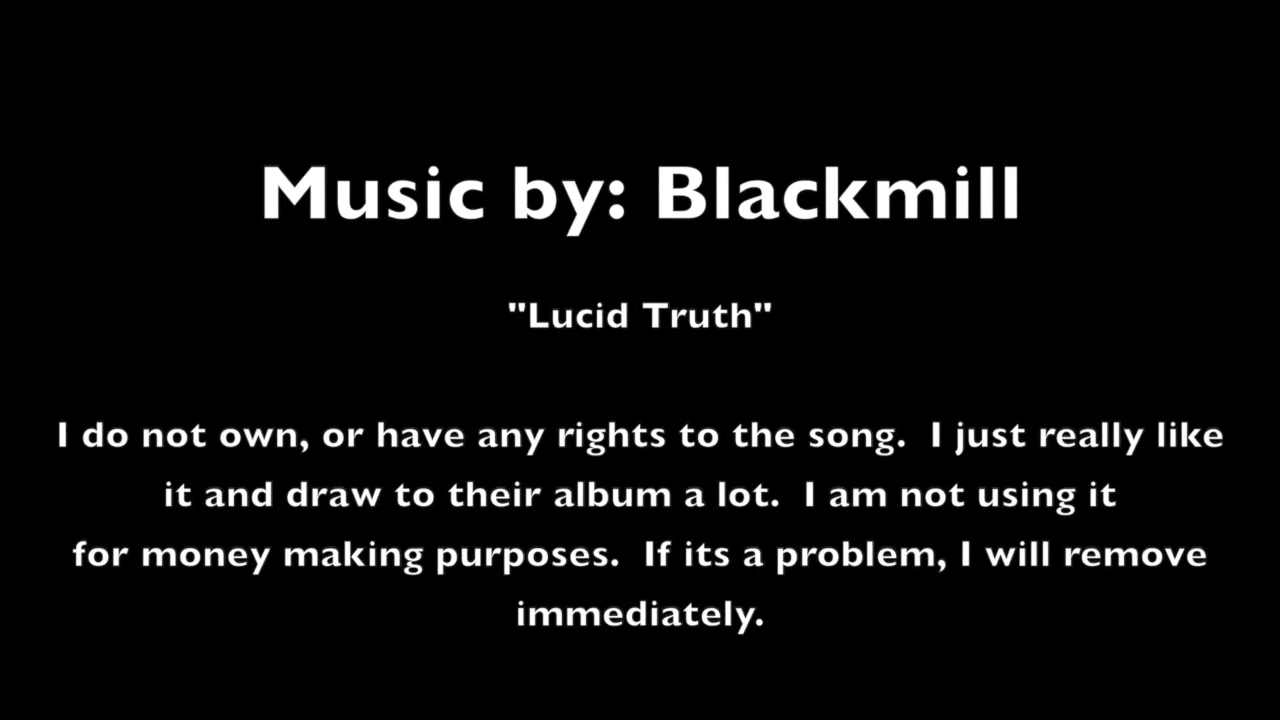 Music by: Blackmill
"Lucid Truth"
I do not own, or have any rights to the song.  I just really like
it and draw to their album a lot.  I am not using it
for money making purposes.  If its a problem, I will remove
immediately.